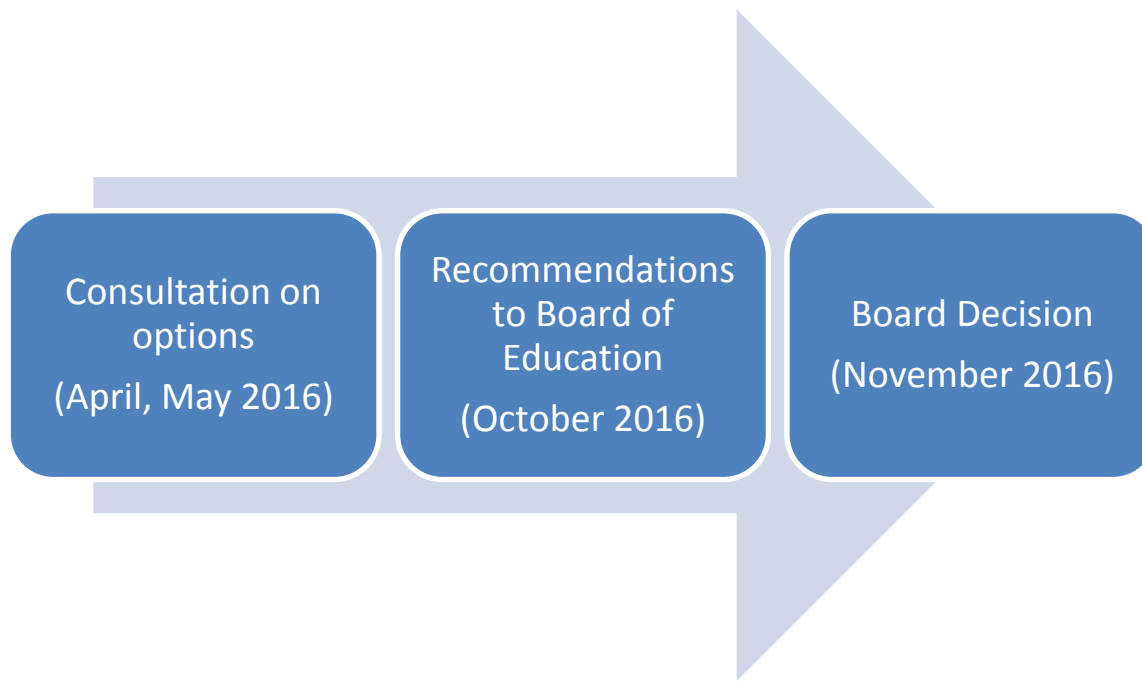 Consultation on
options
(April, May 2016)
Recommendations
to Board of
Education
(October 2016)
Board Decision
(November 2016)